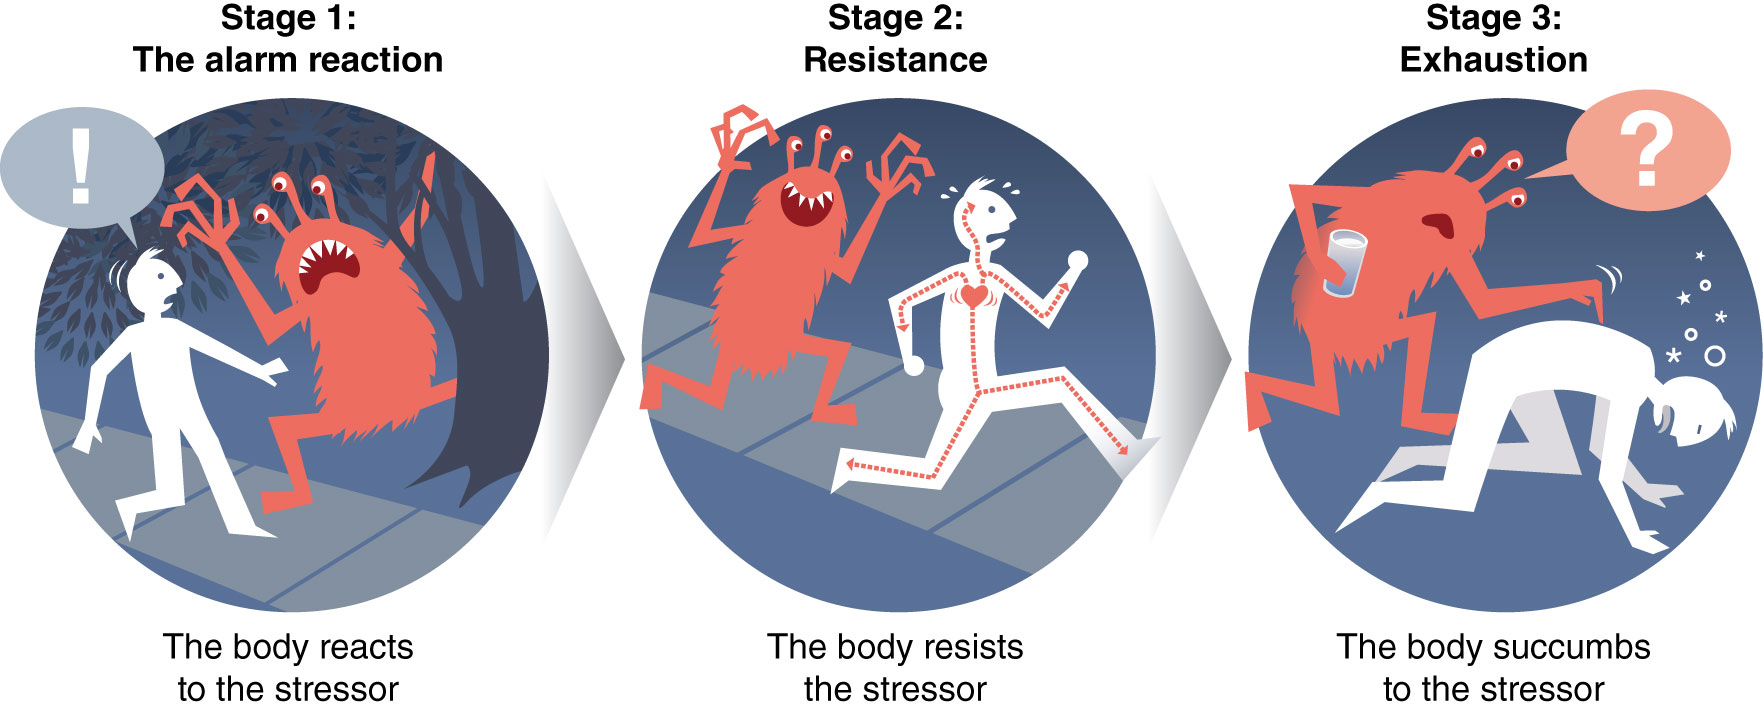 Stage 1:
The alarm reaction
!
The body reacts
to the stressor
Stage 2:
Resistance
The body resists
the stressor
Stage 3:
Exhaustion
?
The body succumbs
to the stressor